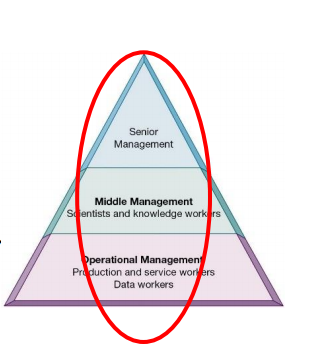 Senior
Management
Middle Management
Scientists and knowledge workers
Operational Management
Production and service workers
Data workers